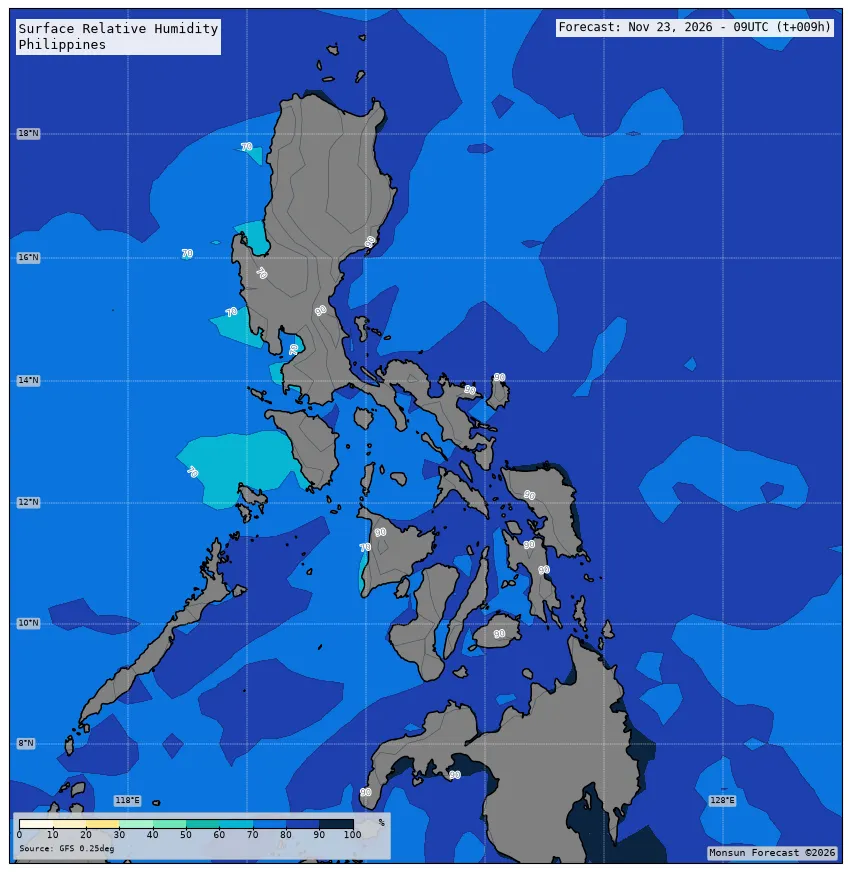 Surface Relative Humidity
Philippines
Forecast: Nov 23, 2026 - 09UTC (t+009h)
18°N
70
90
16°N
70
70
70
90
70
14°N
90
90
70
12°N
90
90
70
90
90
10°N
90
8°N
90
90
118°E
128°E
0 10 20 30 40 50 60 70 80 90 100 %
Source: GFS 0.25deg
Monsun Forecast ©2026